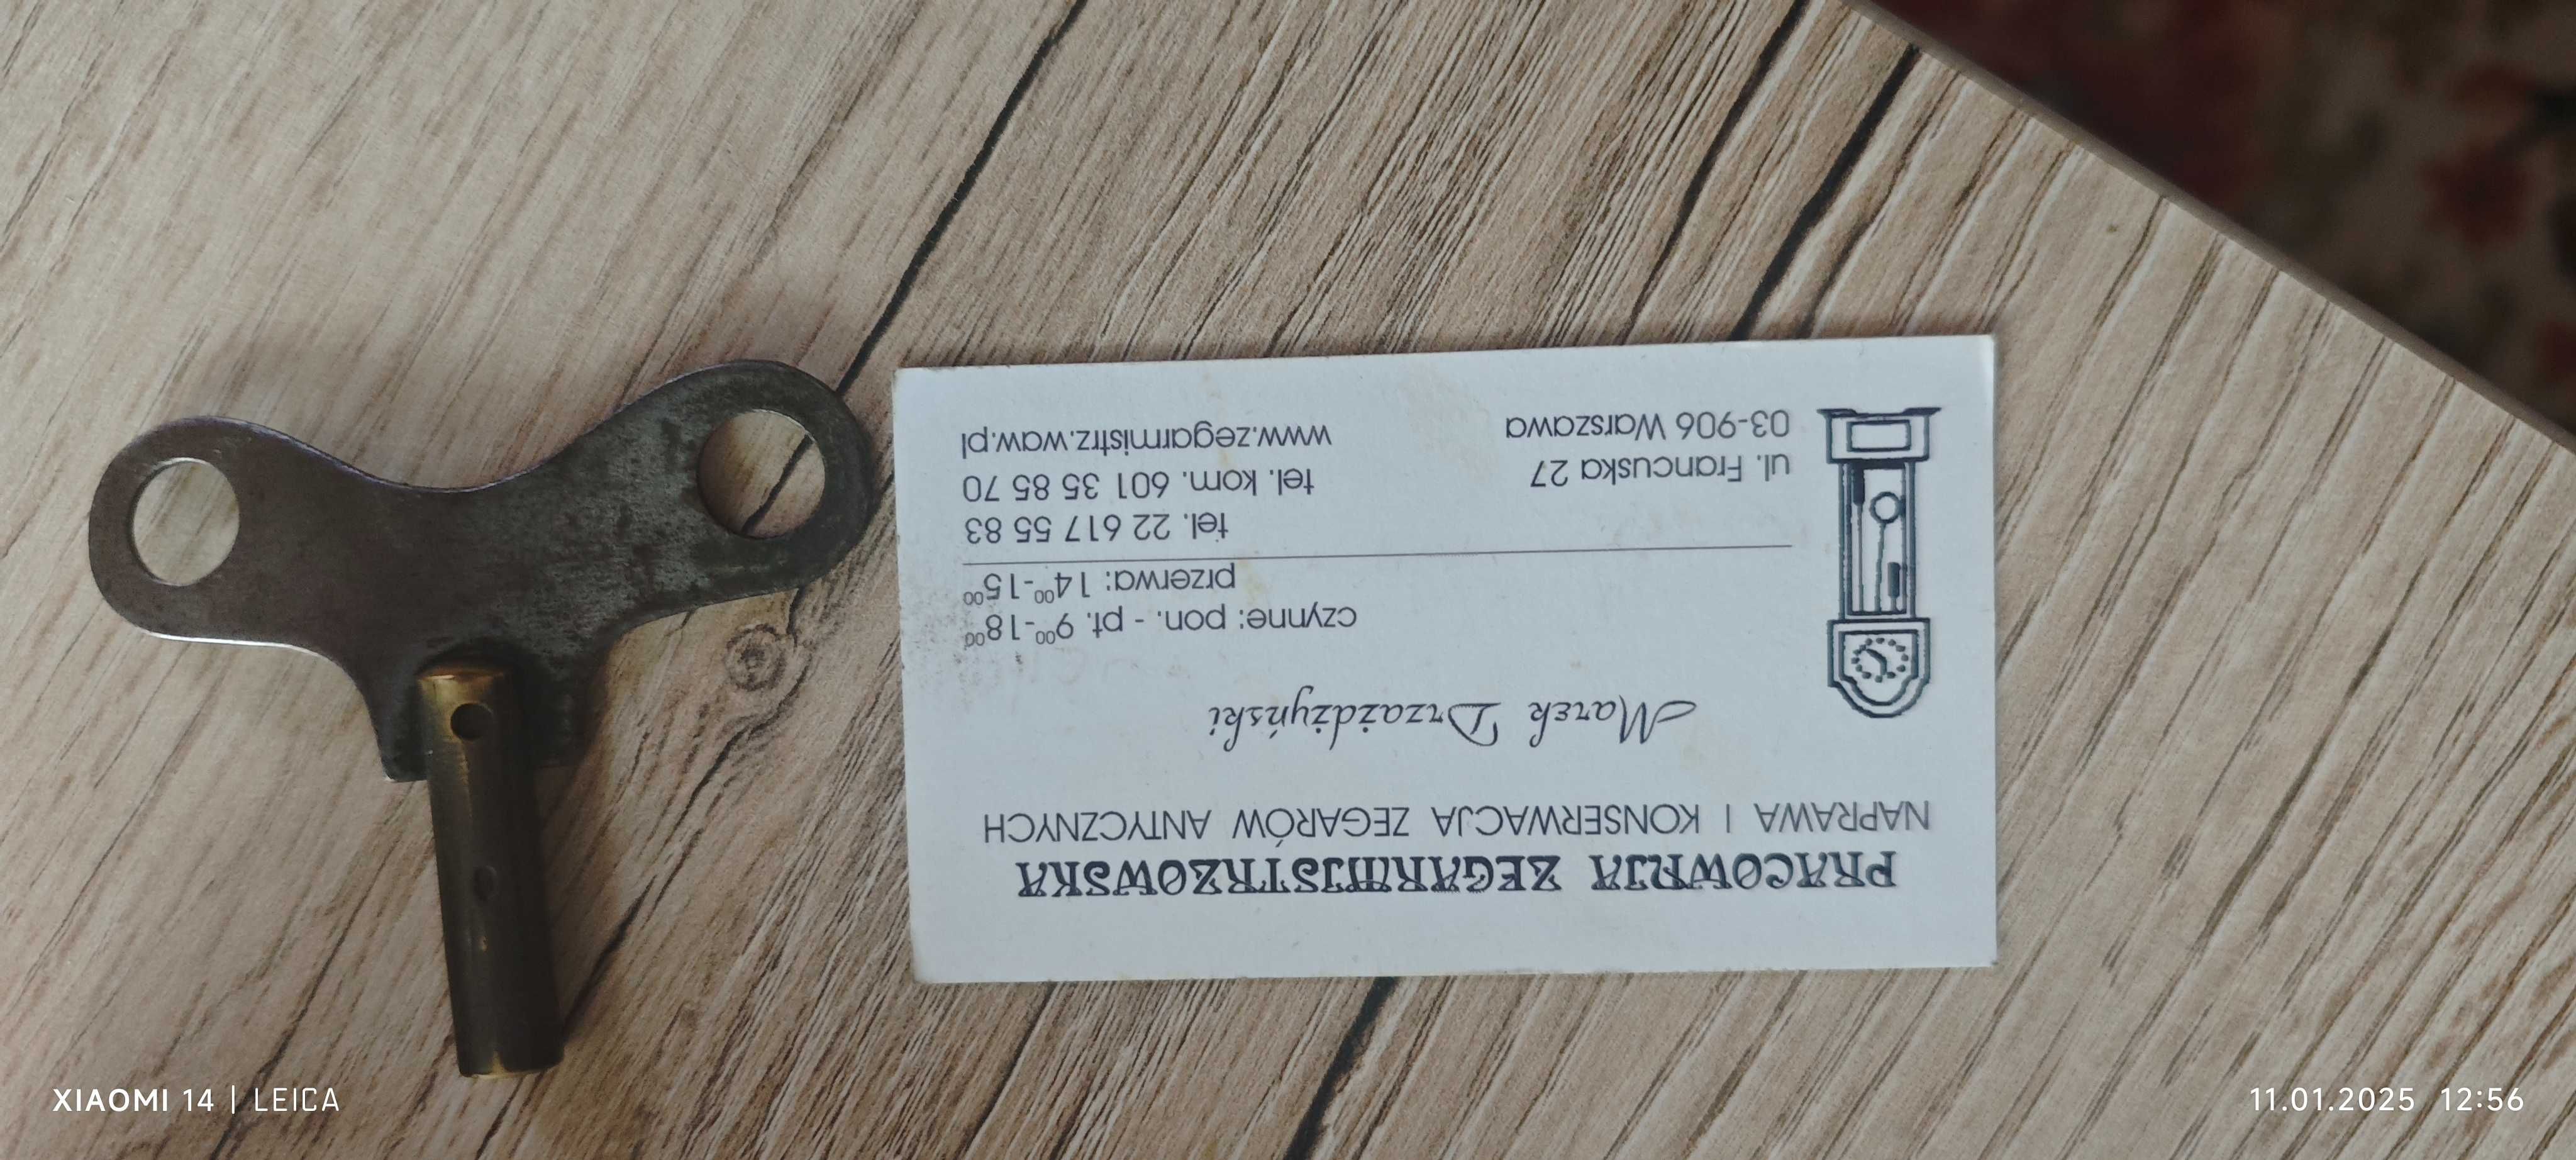 PRACOWNIA ZEGARMISTRZOWSKA
NAPRAWA I KONSERWACJA ZEGARÓW ANTYCZNYCH
Marek Drzażdżyński
czynne: pon. - pt. 9⁰⁰-18⁰⁰
przerwa: 14⁰⁰-15⁰⁰
tel. 22 617 55 83
ul. Francuska 27 tel. kom. 601 35 85 70
03-906 Warszawa www.zegarmistrz.waw.pl
XIAOMI 14 | LEICA
11.01.2025 12:56